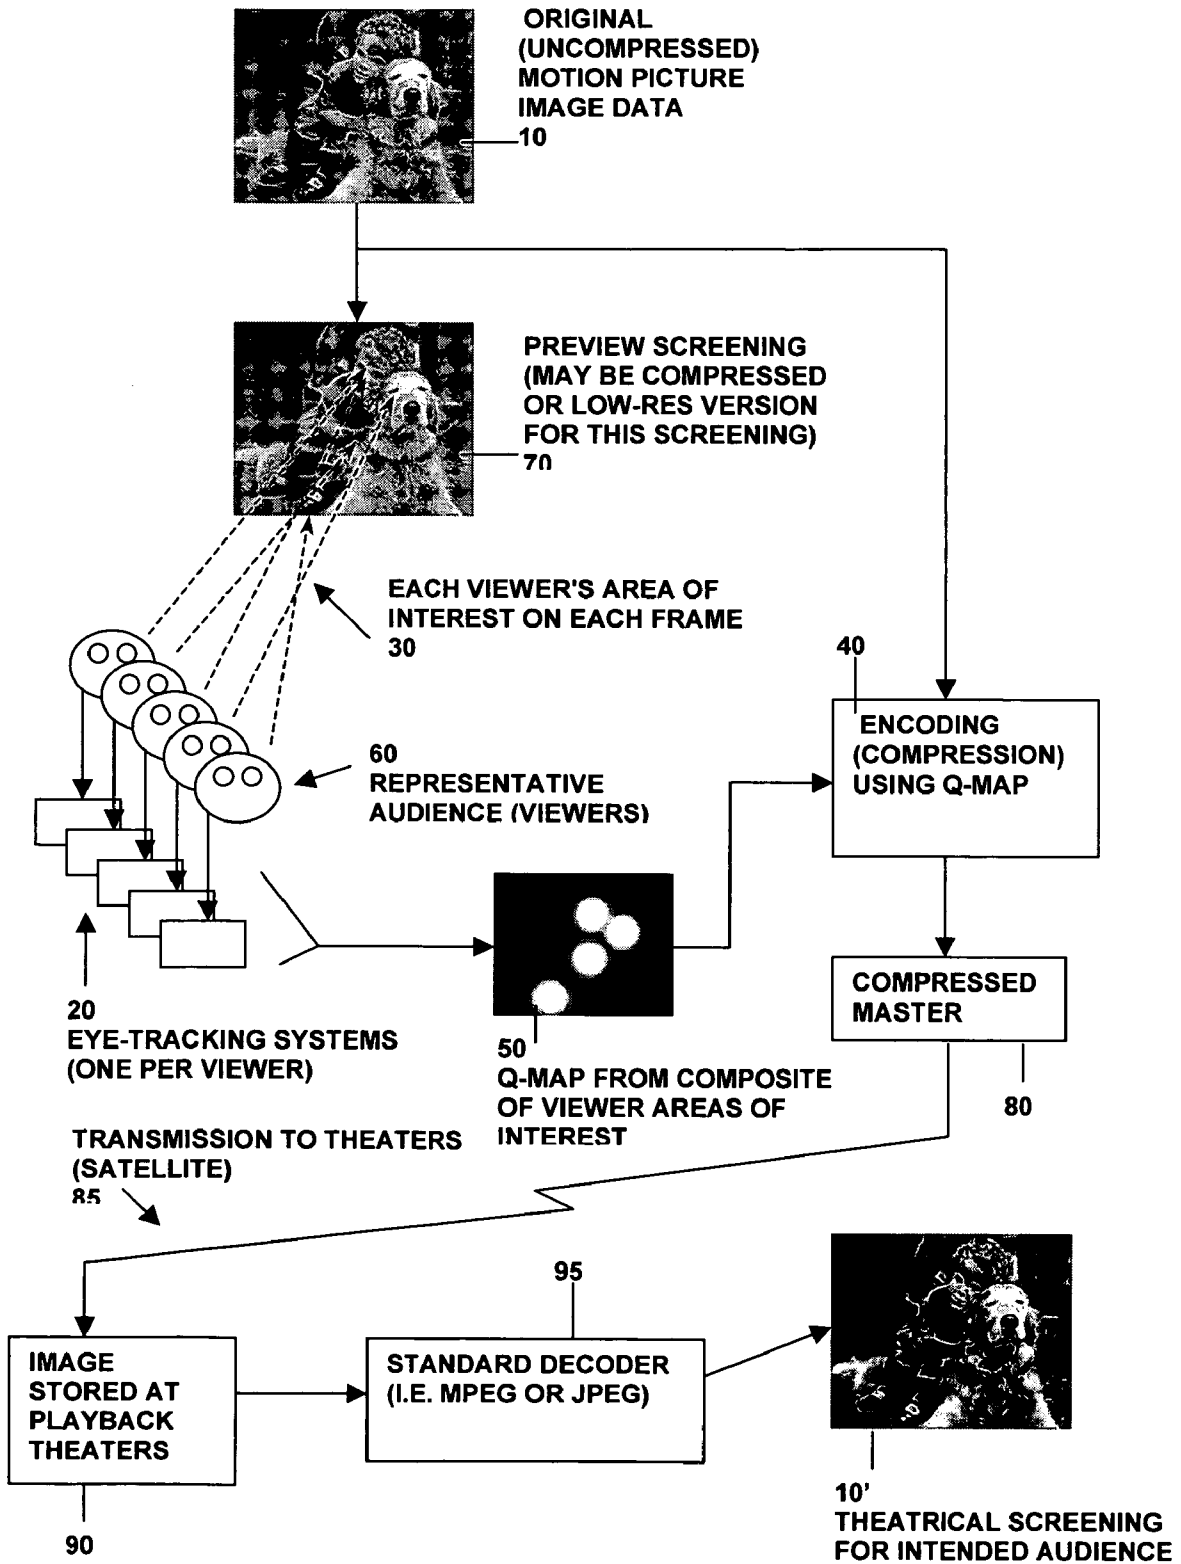 ORIGINAL
(UNCOMPRESSED)
MOTION PICTURE
IMAGE DATA
10
PREVIEW SCREENING
(MAY BE COMPRESSED
OR LOW-RES VERSION
FOR THIS SCREENING)
70
EACH VIEWER'S AREA OF
INTEREST ON EACH FRAME
30
40
ENCODING
(COMPRESSION)
USING Q-MAP
60
REPRESENTATIVE
AUDIENCE (VIEWERS)
20
EYE-TRACKING SYSTEMS
(ONE PER VIEWER)
50
Q-MAP FROM COMPOSITE
OF VIEWER AREAS OF
INTEREST
COMPRESSED
MASTER
80
TRANSMISSION TO THEATERS
(SATELLITE)
85
IMAGE
STORED AT
PLAYBACK
THEATERS
90
95
STANDARD DECODER
(I.E. MPEG OR JPEG)
10'
THEATRICAL SCREENING
FOR INTENDED AUDIENCE